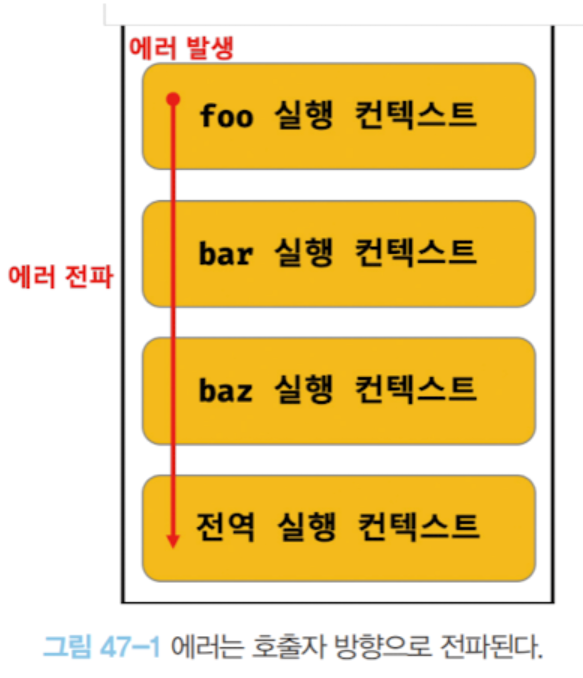 에러 발생
foo 실행 컨텍스트
bar 실행 컨텍스트
에러 전파
baz 실행 컨텍스트
전역 실행 컨텍스트
그림 47-1 에러는 호출자 방향으로 전파된다.